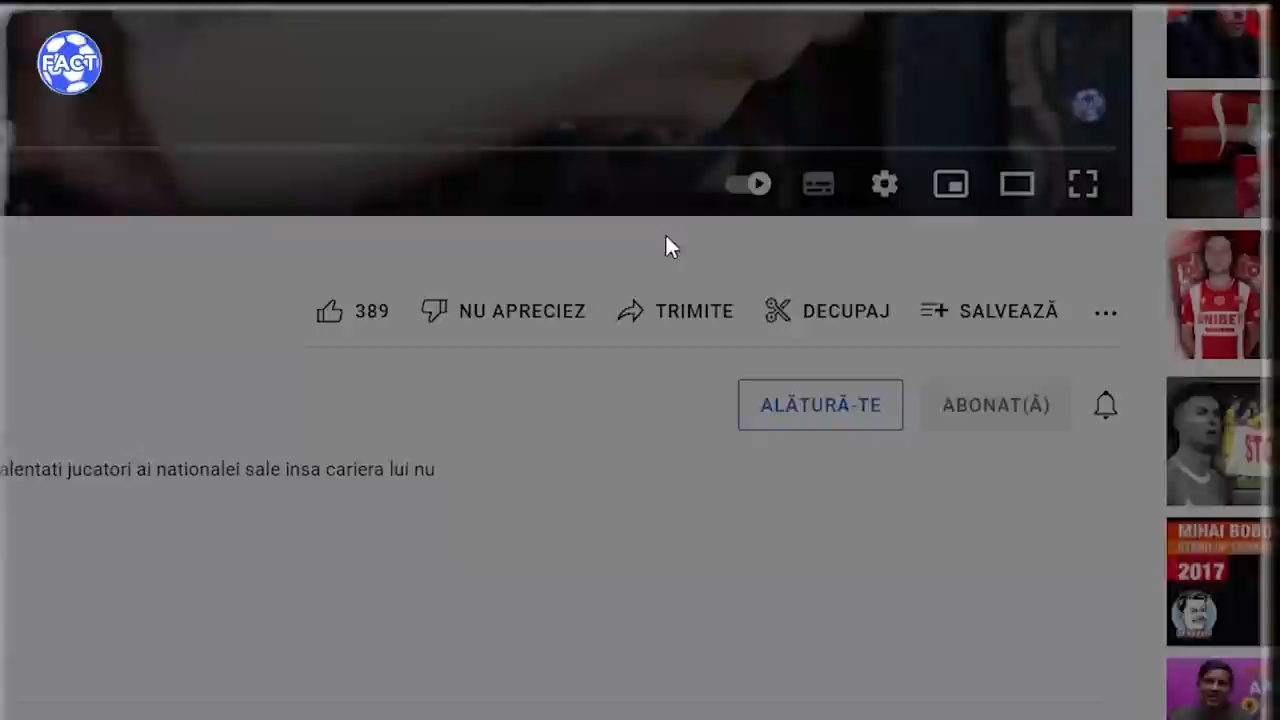 FACT
389
NU APRECIEZ
TRIMITE
DECUPAJ
SALVEAZĂ
UNIBET
ALĂTURĂ-TE
ABONAT(Ă)
alentati jucatori ai nationalei sale insa cariera lui nu
MIHAI BOBO
2017